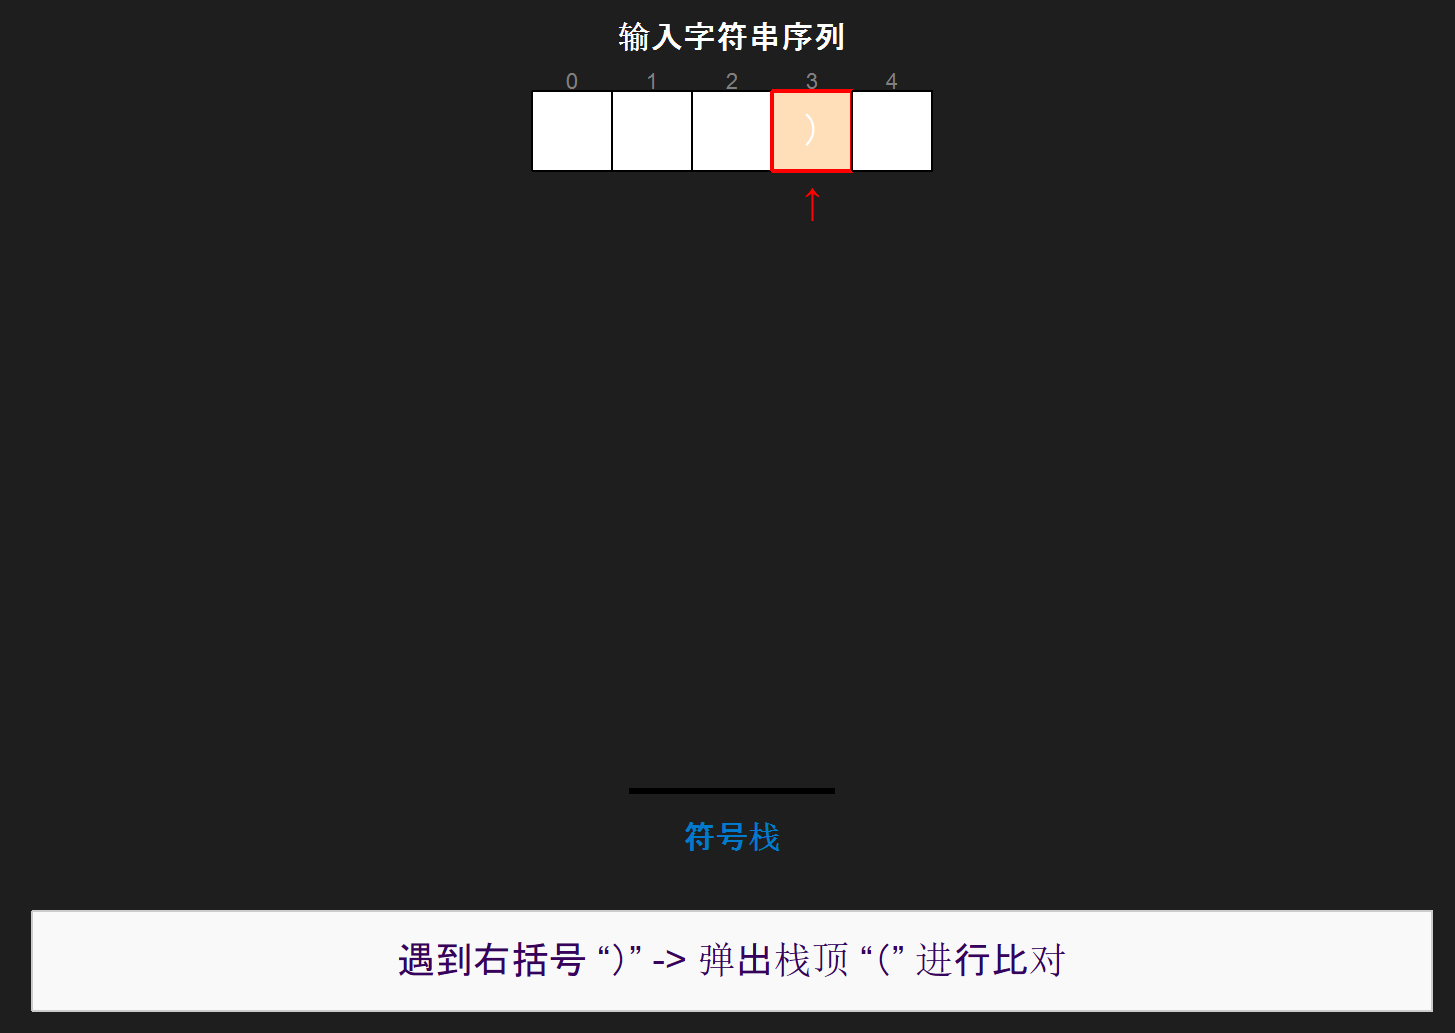 输入字符串序列
0 1 2 3 4
)
↑
符号栈
遇到右括号 “)” -> 弹出栈顶 “(” 进行比对